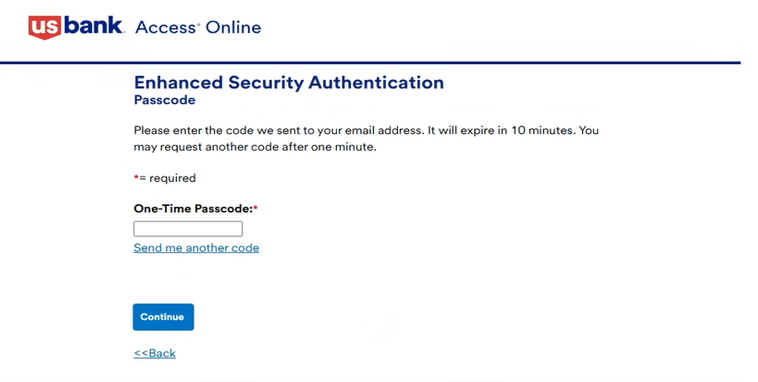 usbank Access® Online
Enhanced Security Authentication
Passcode
Please enter the code we sent to your email address. It will expire in 10 minutes. You
may request another code after one minute.
*= required
One-Time Passcode:*
Send me another code
Continue
<<Back